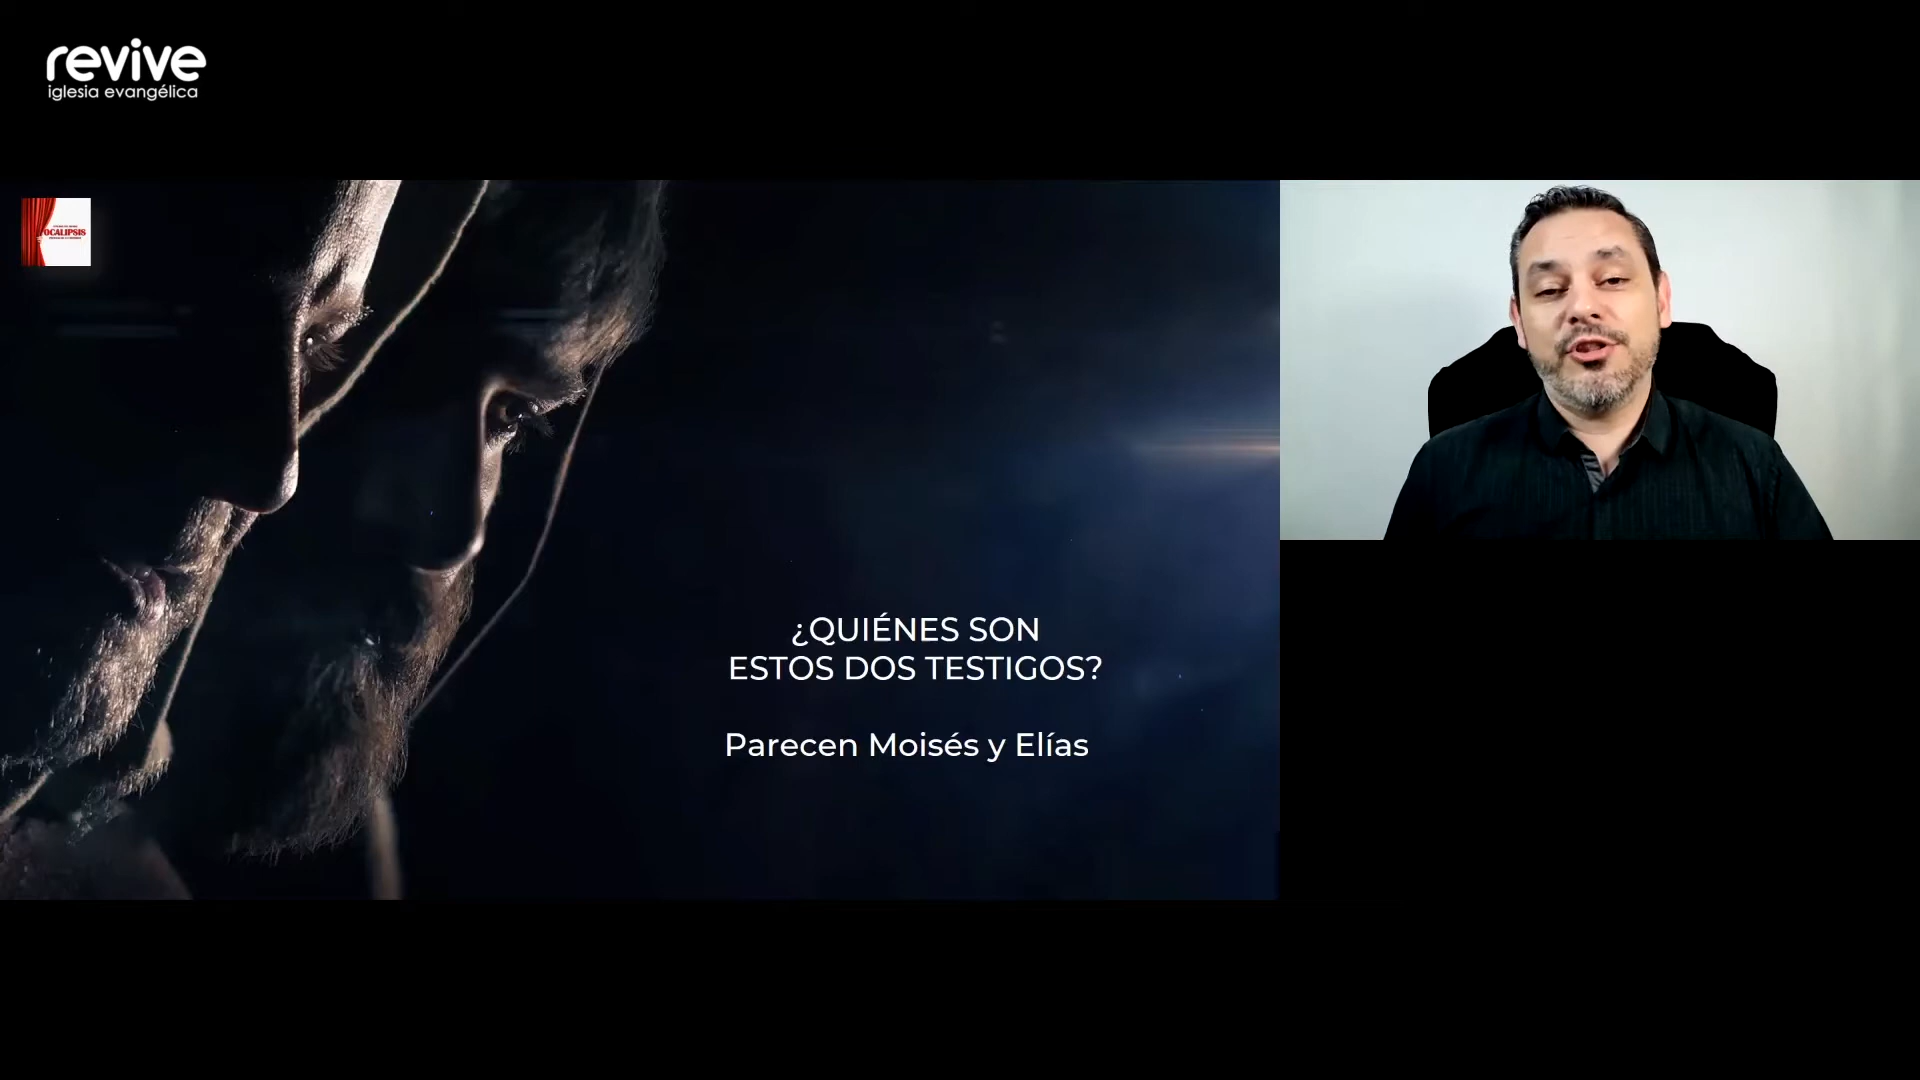 revive
iglesia evangélica
OCALIPSIS
¿QUIÉNES SON
ESTOS DOS TESTIGOS?
Parecen Moisés y Elías